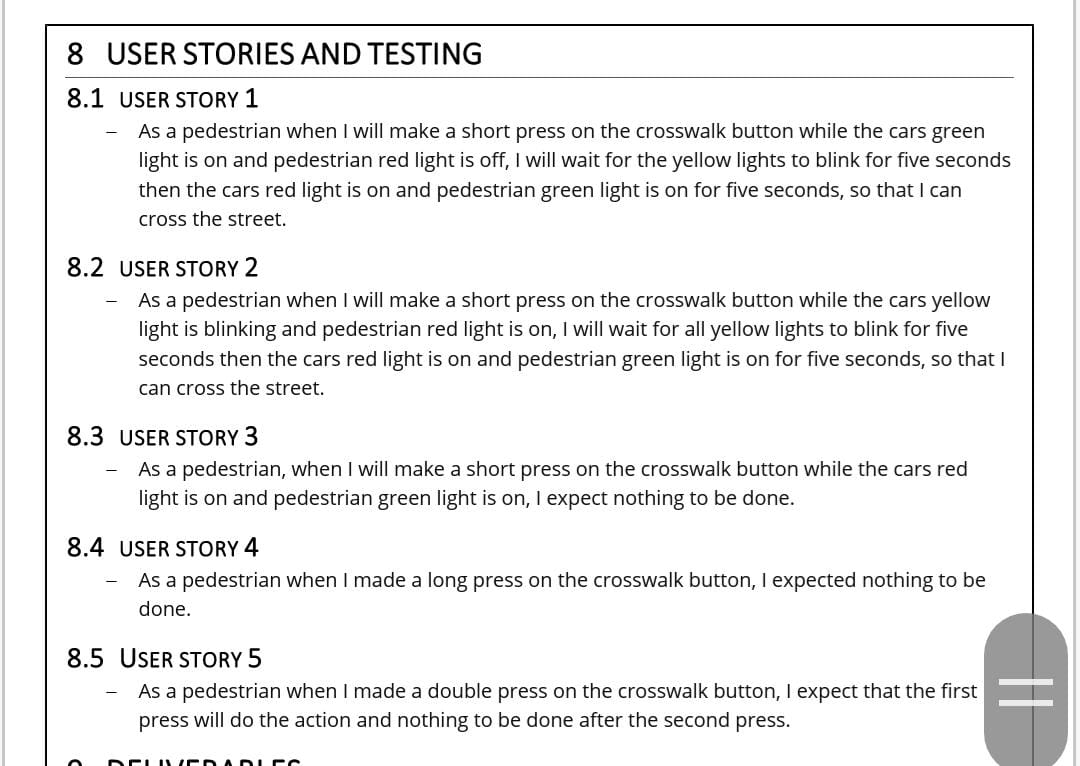 8 USER STORIES AND TESTING
8.1 USER STORY 1
– As a pedestrian when I will make a short press on the crosswalk button while the cars green
light is on and pedestrian red light is off, I will wait for the yellow lights to blink for five seconds
then the cars red light is on and pedestrian green light is on for five seconds, so that I can
cross the street.
8.2 USER STORY 2
– As a pedestrian when I will make a short press on the crosswalk button while the cars yellow
light is blinking and pedestrian red light is on, I will wait for all yellow lights to blink for five
seconds then the cars red light is on and pedestrian green light is on for five seconds, so that I
can cross the street.
8.3 USER STORY 3
– As a pedestrian, when I will make a short press on the crosswalk button while the cars red
light is on and pedestrian green light is on, I expect nothing to be done.
8.4 USER STORY 4
– As a pedestrian when I made a long press on the crosswalk button, I expected nothing to be
done.
8.5 USER STORY 5
– As a pedestrian when I made a double press on the crosswalk button, I expect that the first
press will do the action and nothing to be done after the second press.
9 DELIVERABLES